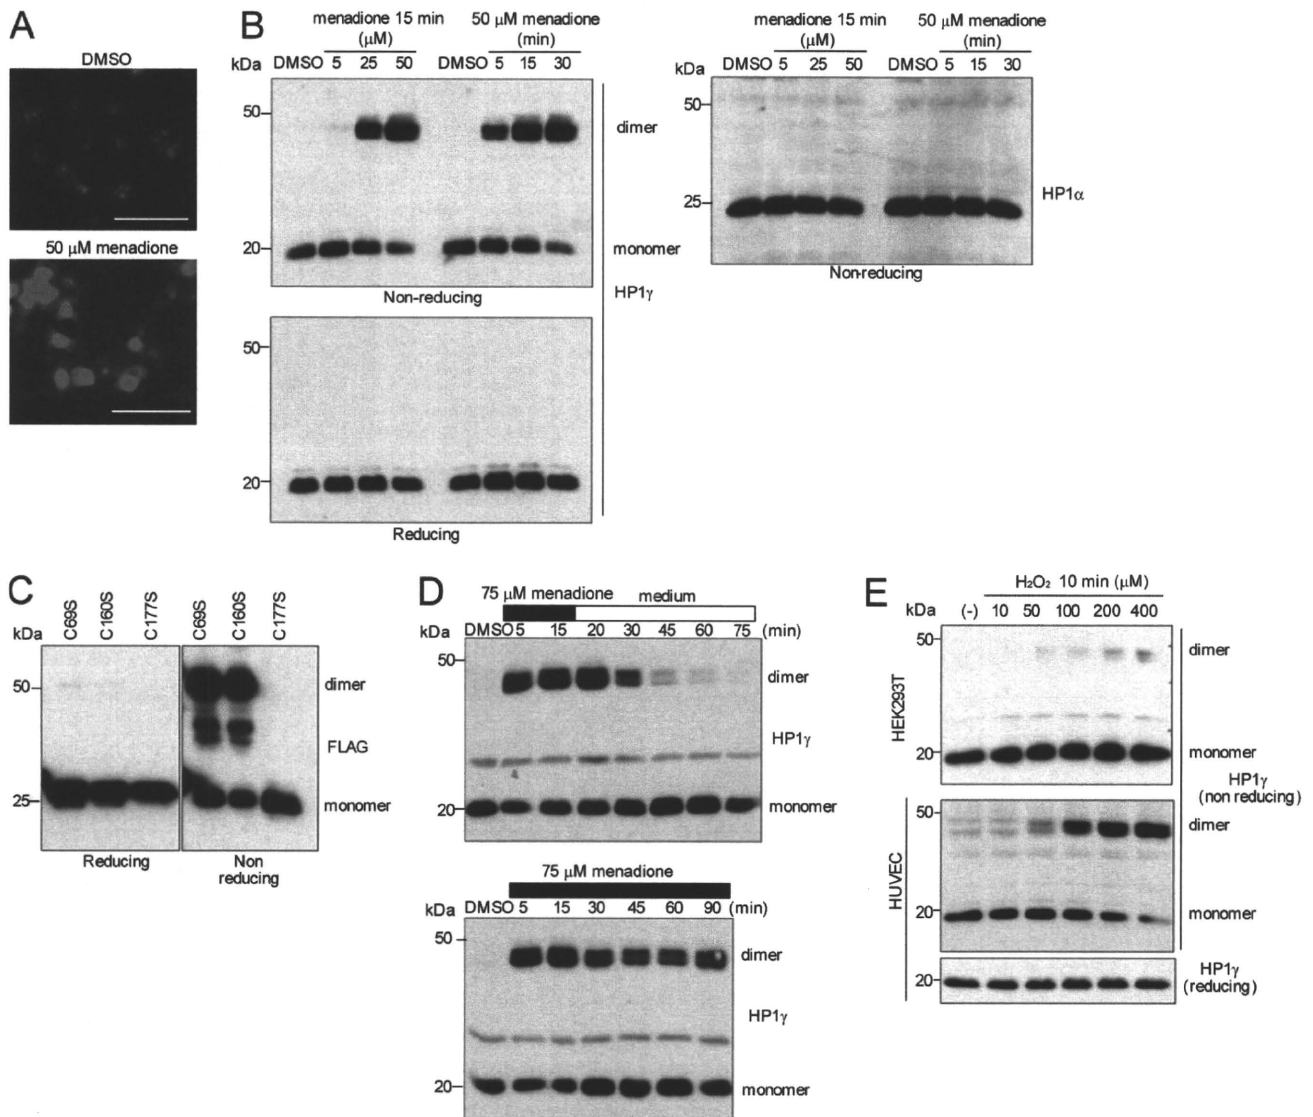 A
DMSO
50 μM menadione
B
menadione 15 min
(μM)
50 μM menadione
(min)
kDa DMSO 5 25 50 DMSO 5 15 30
50
dimer
20
monomer
Non-reducing
HP1γ
50
20
Reducing
menadione 15 min
(μM)
50 μM menadione
(min)
kDa DMSO 5 25 50 DMSO 5 15 30
50
25
HP1α
Non-reducing
C
kDa C69S C160S C177S C69S C160S C177S
50
dimer
FLAG
25
monomer
Reducing
Non
reducing
D
75 μM menadione medium
kDa DMSO 5 15 20 30 45 60 75 (min)
50
dimer
HP1γ
20
monomer
75 μM menadione
kDa DMSO 5 15 30 45 60 90 (min)
50
dimer
HP1γ
20
monomer
E
H₂O₂ 10 min (μM)
kDa (-) 10 50 100 200 400
50
dimer
HEK293T
20
monomer
HP1γ
(non reducing)
50
dimer
HUVEC
20
monomer
20
HP1γ
(reducing)